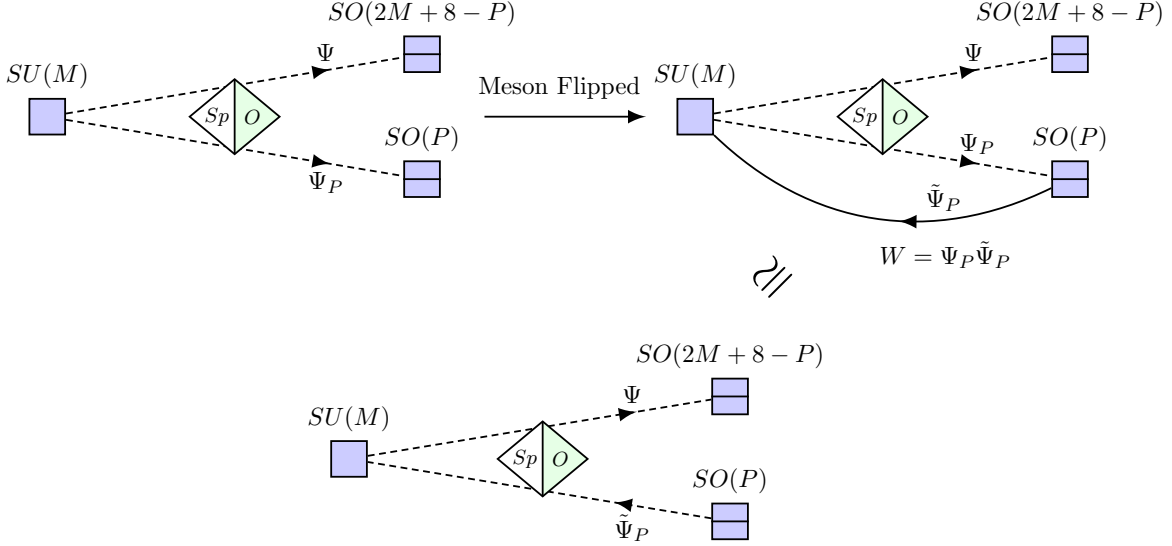 SO(2M + 8 − P)
SU(M)
Ψ
Sp
O
SO(P)
Ψ_P
Meson Flipped
SO(2M + 8 − P)
SU(M)
Ψ
Sp
O
SO(P)
Ψ_P
Ψ̃_P
W = Ψ_PΨ̃_P
≅
SO(2M + 8 − P)
SU(M)
Ψ
Sp
O
SO(P)
Ψ̃_P